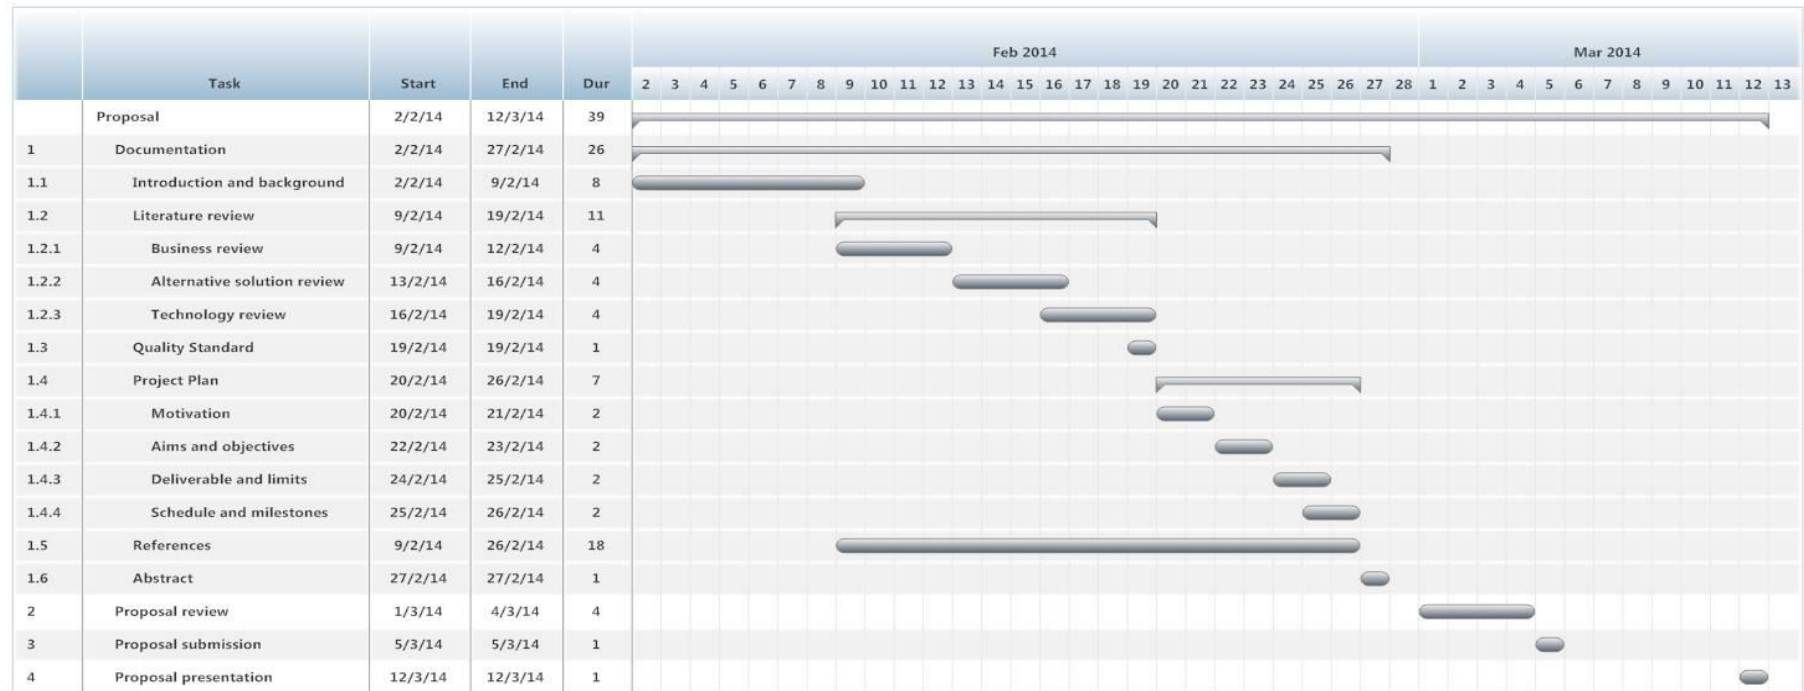 Feb 2014 Mar 2014
Task Start End Dur 2 3 4 5 6 7 8 9 10 11 12 13 14 15 16 17 18 19 20 21 22 23 24 25 26 27 28 1 2 3 4 5 6 7 8 9 10 11 12 13
Proposal 2/2/14 12/3/14 39
1 Documentation 2/2/14 27/2/14 26
1.1 Introduction and background 2/2/14 9/2/14 8
1.2 Literature review 9/2/14 19/2/14 11
1.2.1 Business review 9/2/14 12/2/14 4
1.2.2 Alternative solution review 13/2/14 16/2/14 4
1.2.3 Technology review 16/2/14 19/2/14 4
1.3 Quality Standard 19/2/14 19/2/14 1
1.4 Project Plan 20/2/14 26/2/14 7
1.4.1 Motivation 20/2/14 21/2/14 2
1.4.2 Aims and objectives 22/2/14 23/2/14 2
1.4.3 Deliverable and limits 24/2/14 25/2/14 2
1.4.4 Schedule and milestones 25/2/14 26/2/14 2
1.5 References 9/2/14 26/2/14 18
1.6 Abstract 27/2/14 27/2/14 1
2 Proposal review 1/3/14 4/3/14 4
3 Proposal submission 5/3/14 5/3/14 1
4 Proposal presentation 12/3/14 12/3/14 1